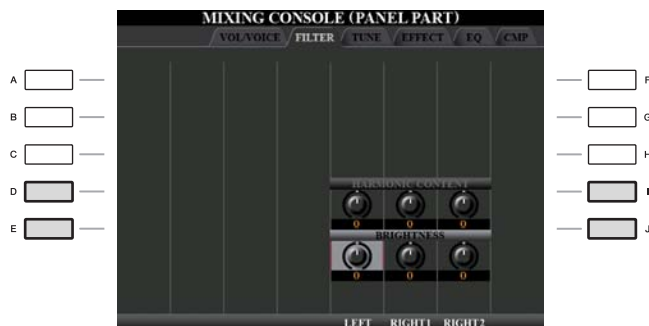 MIXING CONSOLE (PANEL PART)
VOL/VOICE FILTER TUNE EFFECT EQ CMP
A
F
B
G
C
H
HARMONIC CONTENT
D
I
0 0 0
BRIGHTNESS
E
J
0 0 0
LEFT RIGHT1 RIGHT2